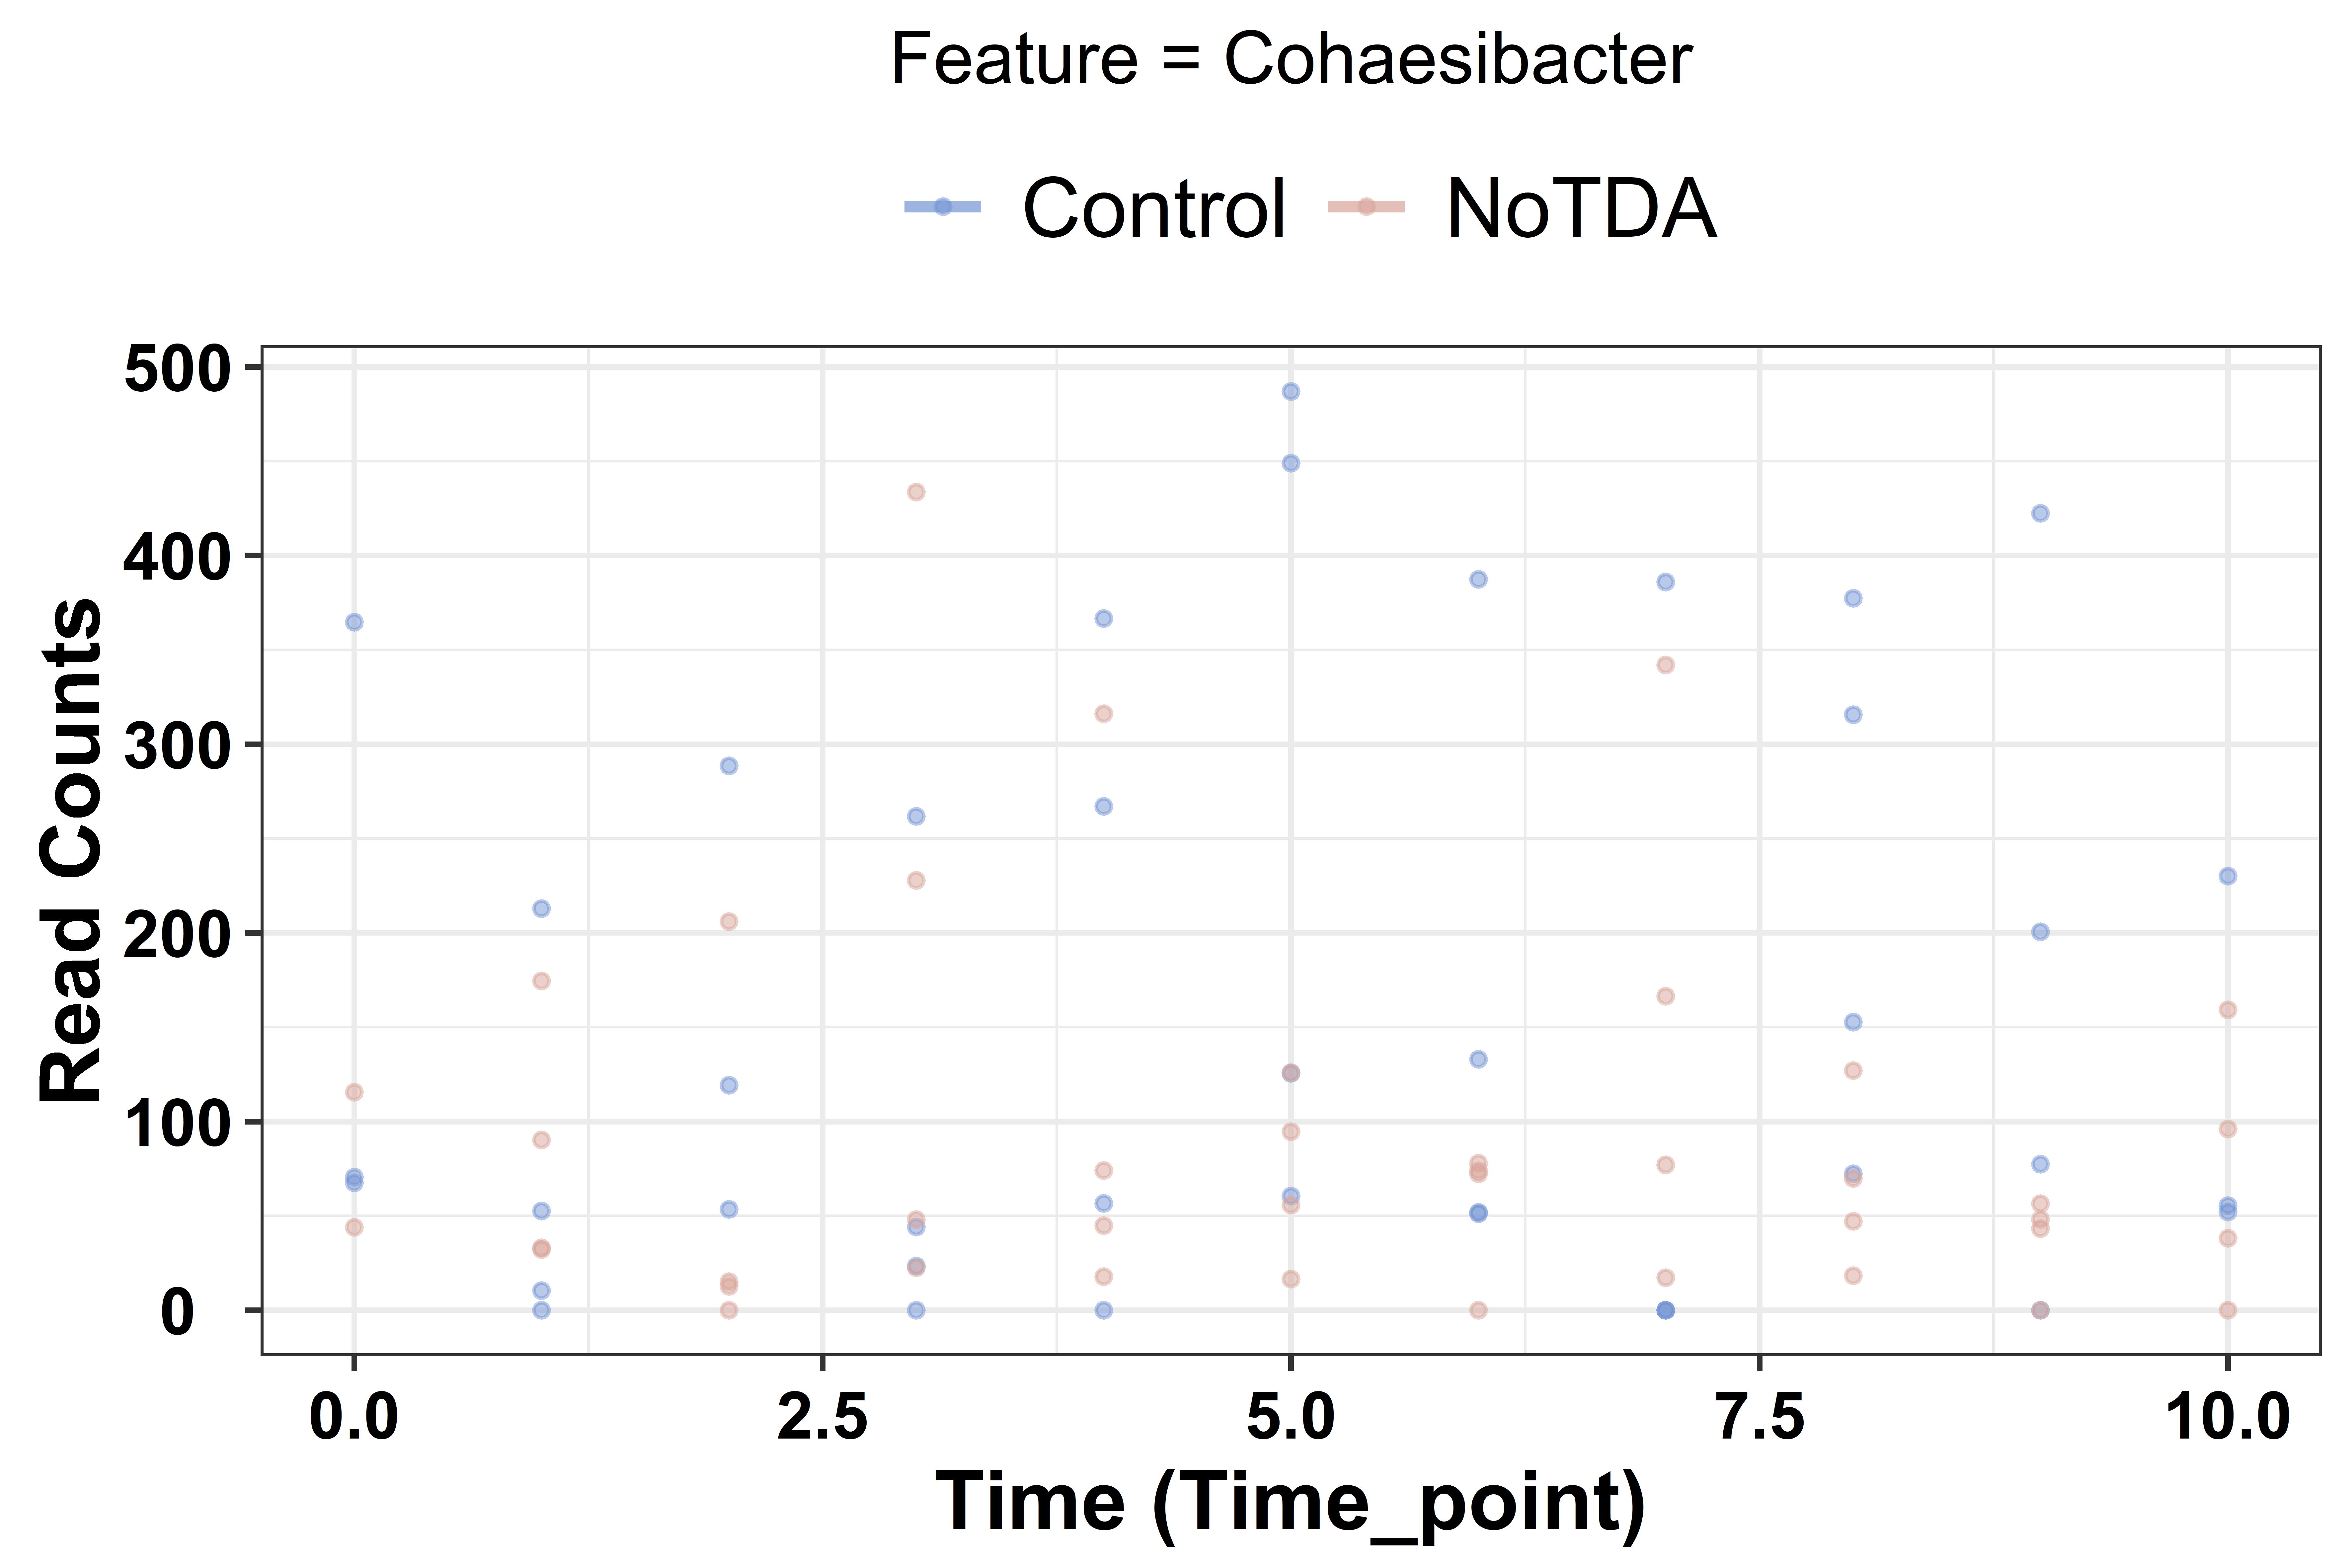 Feature = Cohaesibacter
Control NoTDA
Read Counts
500
400
300
200
100
0
0.0 2.5 5.0 7.5 10.0
Time (Time_point)